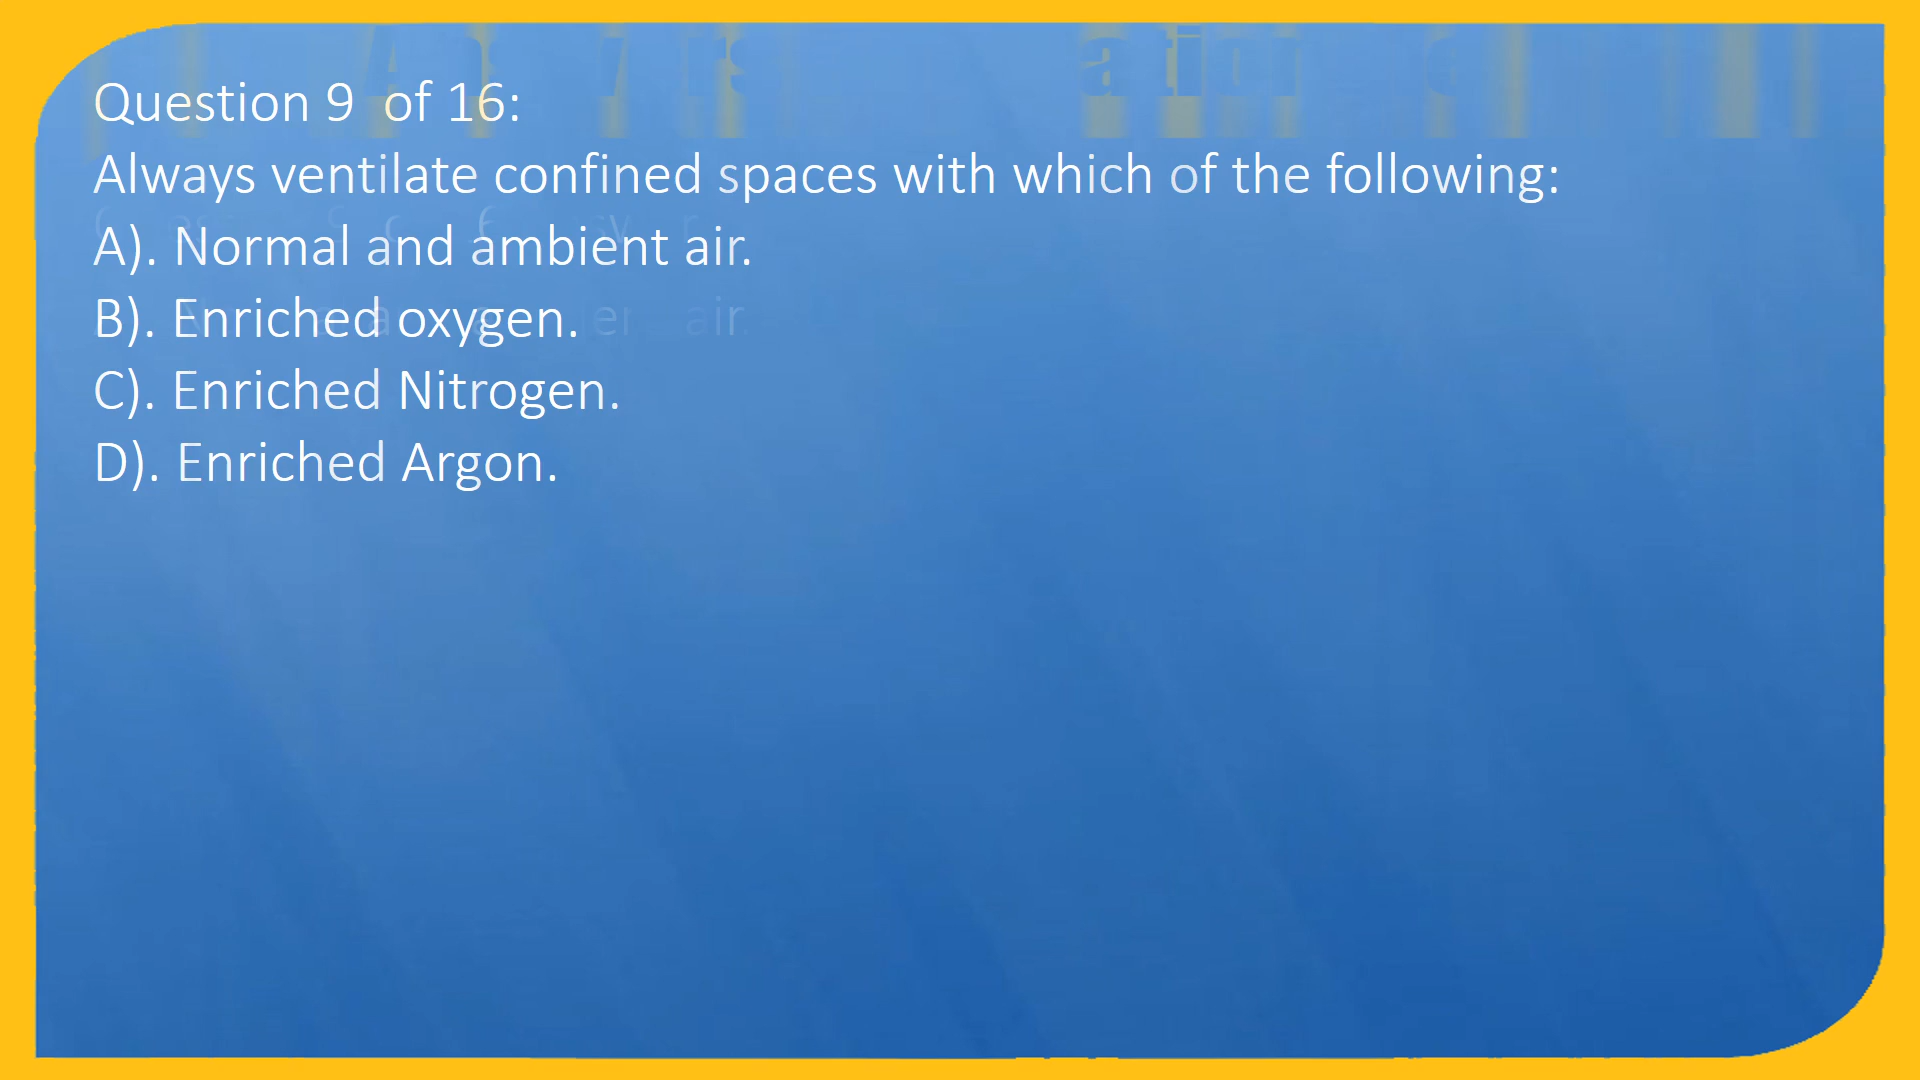 Question 9  of 16:
Always ventilate confined spaces with which of the following:
A). Normal and ambient air.
B). Enriched oxygen.
C). Enriched Nitrogen.
D). Enriched Argon.